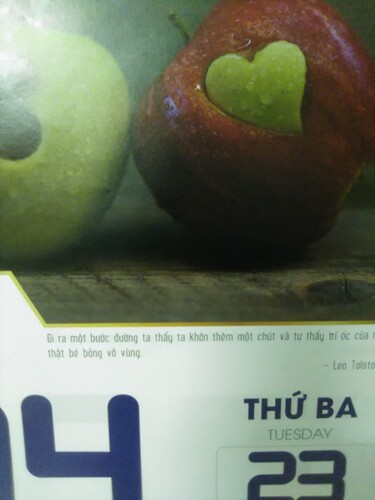 Đi ra một bước đường ta thấy ta khôn thêm một chút và tự thấy trí óc của
thật bé bỏng vô vùng.
- Leo Tolsto
04
THỨ BA
TUESDAY
23